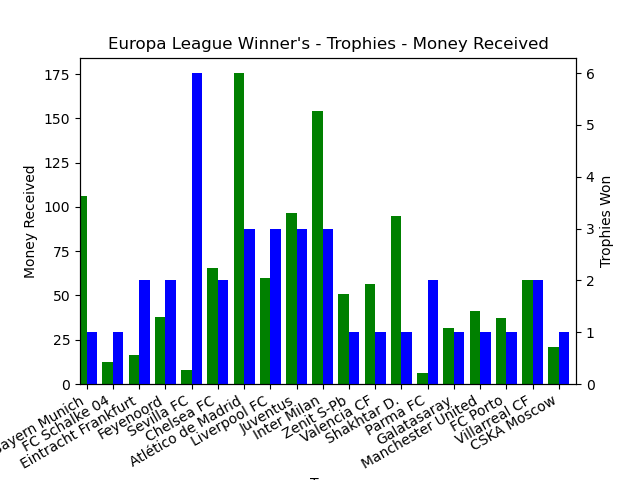 Europa League Winner's - Trophies - Money Received
Money Received
175
150
125
100
75
50
25
0
Trophies Won
6
5
4
3
2
1
0
ayern Munich
FC Schalke 04
Eintracht Frankfurt
Feyenoord
Sevilla FC
Chelsea FC
Atlético de Madrid
Liverpool FC
Juventus
Inter Milan
Zenit S-Pb
Valencia CF
Shakhtar D.
Parma FC
Galatasaray
Manchester United
FC Porto
Villarreal CF
CSKA Moscow